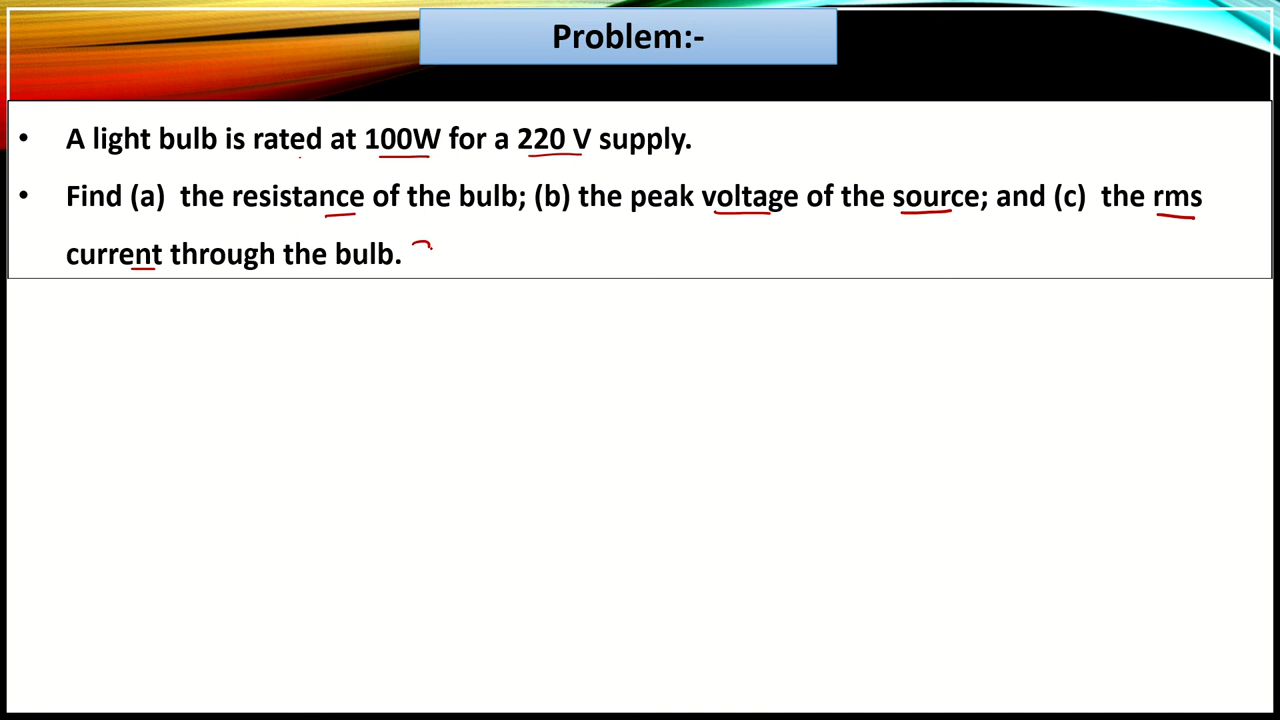 Problem:-
• A light bulb is rated at 100W for a 220 V supply.
• Find (a) the resistance of the bulb; (b) the peak voltage of the source; and (c) the rms
current through the bulb.